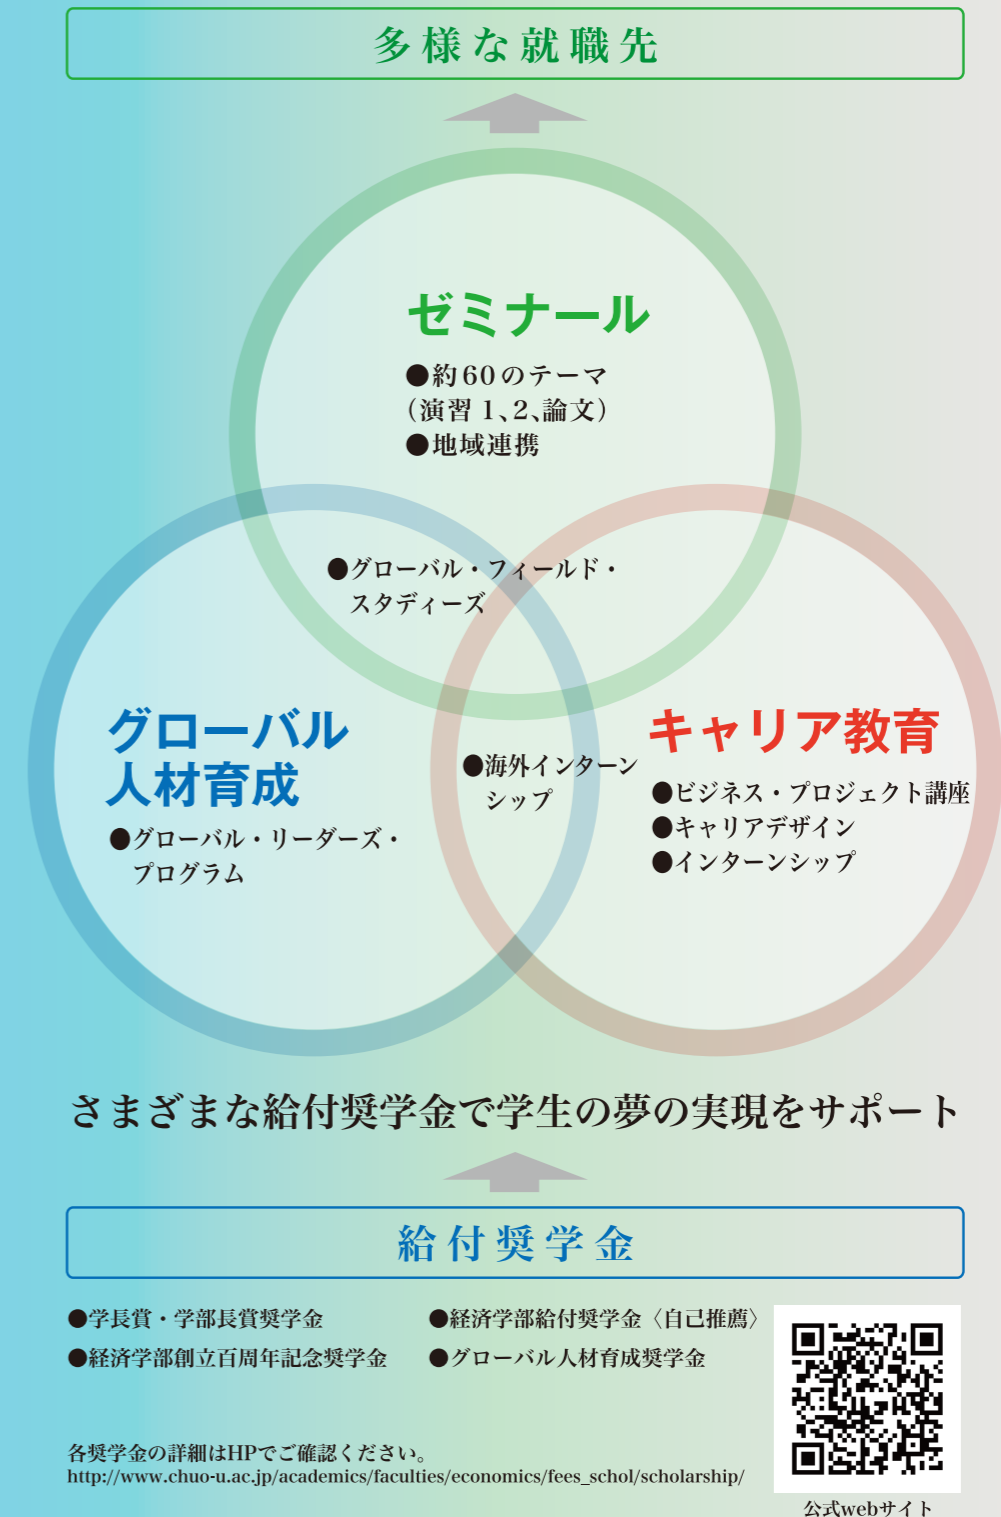 多様な就職先
ゼミナール
●約60のテーマ
（演習 1、2、論文）
●地域連携
●グローバル・フィールド・
スタディーズ
グローバル
人材育成
●グローバル・リーダーズ・
プログラム
●海外インターン
シップ
キャリア教育
●ビジネス・プロジェクト講座
●キャリアデザイン
●インターンシップ
さまざまな給付奨学金で学生の夢の実現をサポート
給付奨学金
●学長賞・学部長賞奨学金
●経済学部給付奨学金〈自己推薦〉
●経済学部創立百周年記念奨学金
●グローバル人材育成奨学金
各奨学金の詳細はHPでご確認ください。
http://www.chuo-u.ac.jp/academics/faculties/economics/fees_schol/scholarship/
公式webサイト